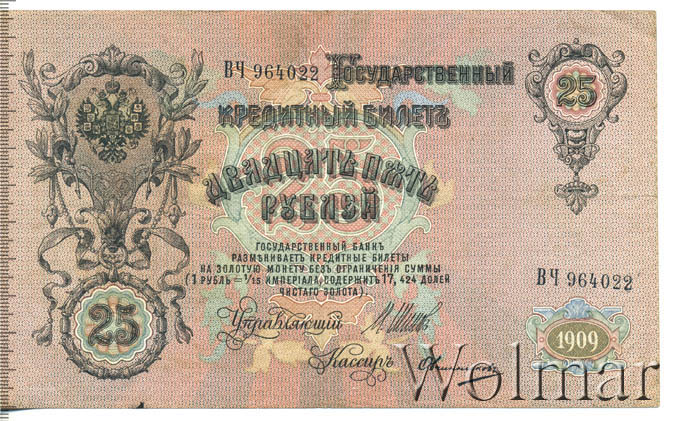 ВЧ 964022 Государственный
25
кредитный билетъ
25
Двадцать пять
рублей
Государственный банкъ
размѣниваетъ кредитные билеты
на золотую монету безъ ограниченія суммы
(1 рубль = 1/15 имперіала, содержитъ 17,424 долей
чистаго золота)
ВЧ 964022
25
Управляющій
1909
Кассиръ
Wolmar